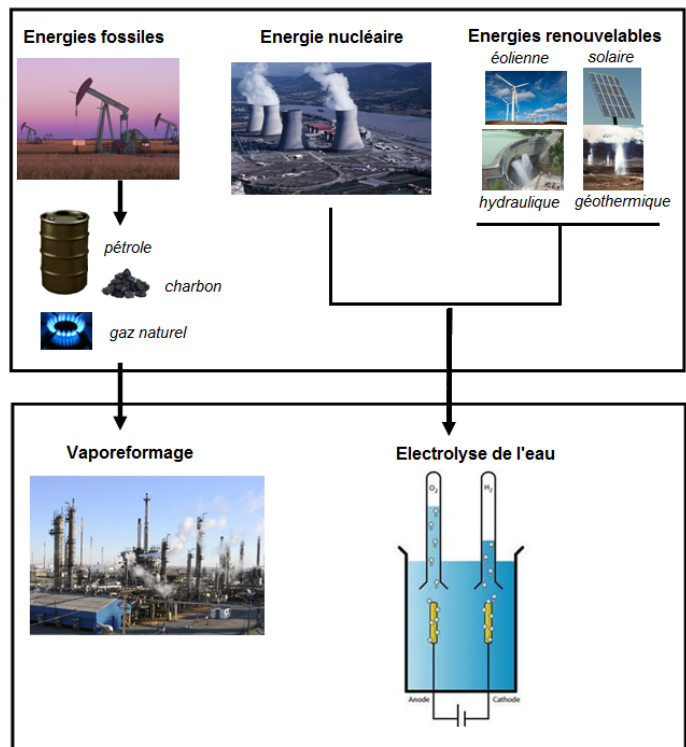 Energies fossiles
Energie nucléaire
Energies renouvelables
éolienne
solaire
hydraulique
géothermique
pétrole
charbon
gaz naturel
Vaporeformage
Electrolyse de l'eau
O2
H2
Anode
Cathode